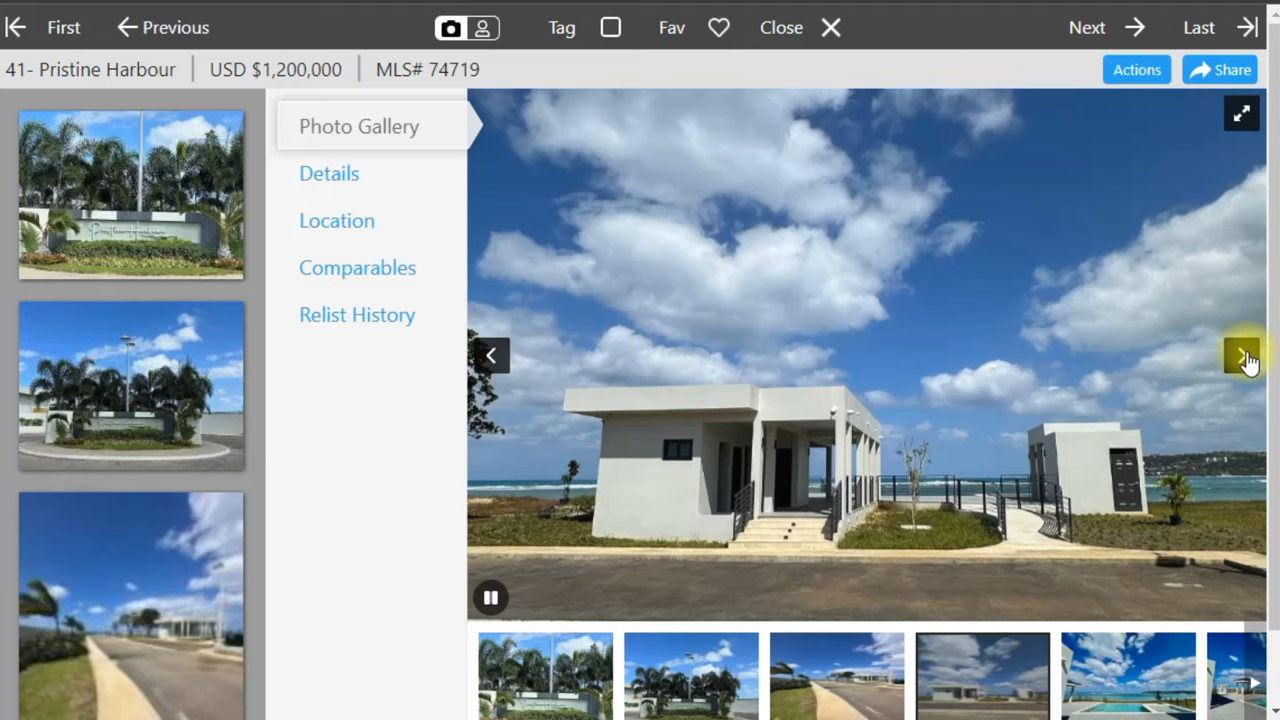 First
Previous
Tag
Fav
Close
Next
Last
41- Pristine Harbour
USD $1,200,000
MLS# 74719
Actions
Share
Photo Gallery
Details
Location
Comparables
Relist History